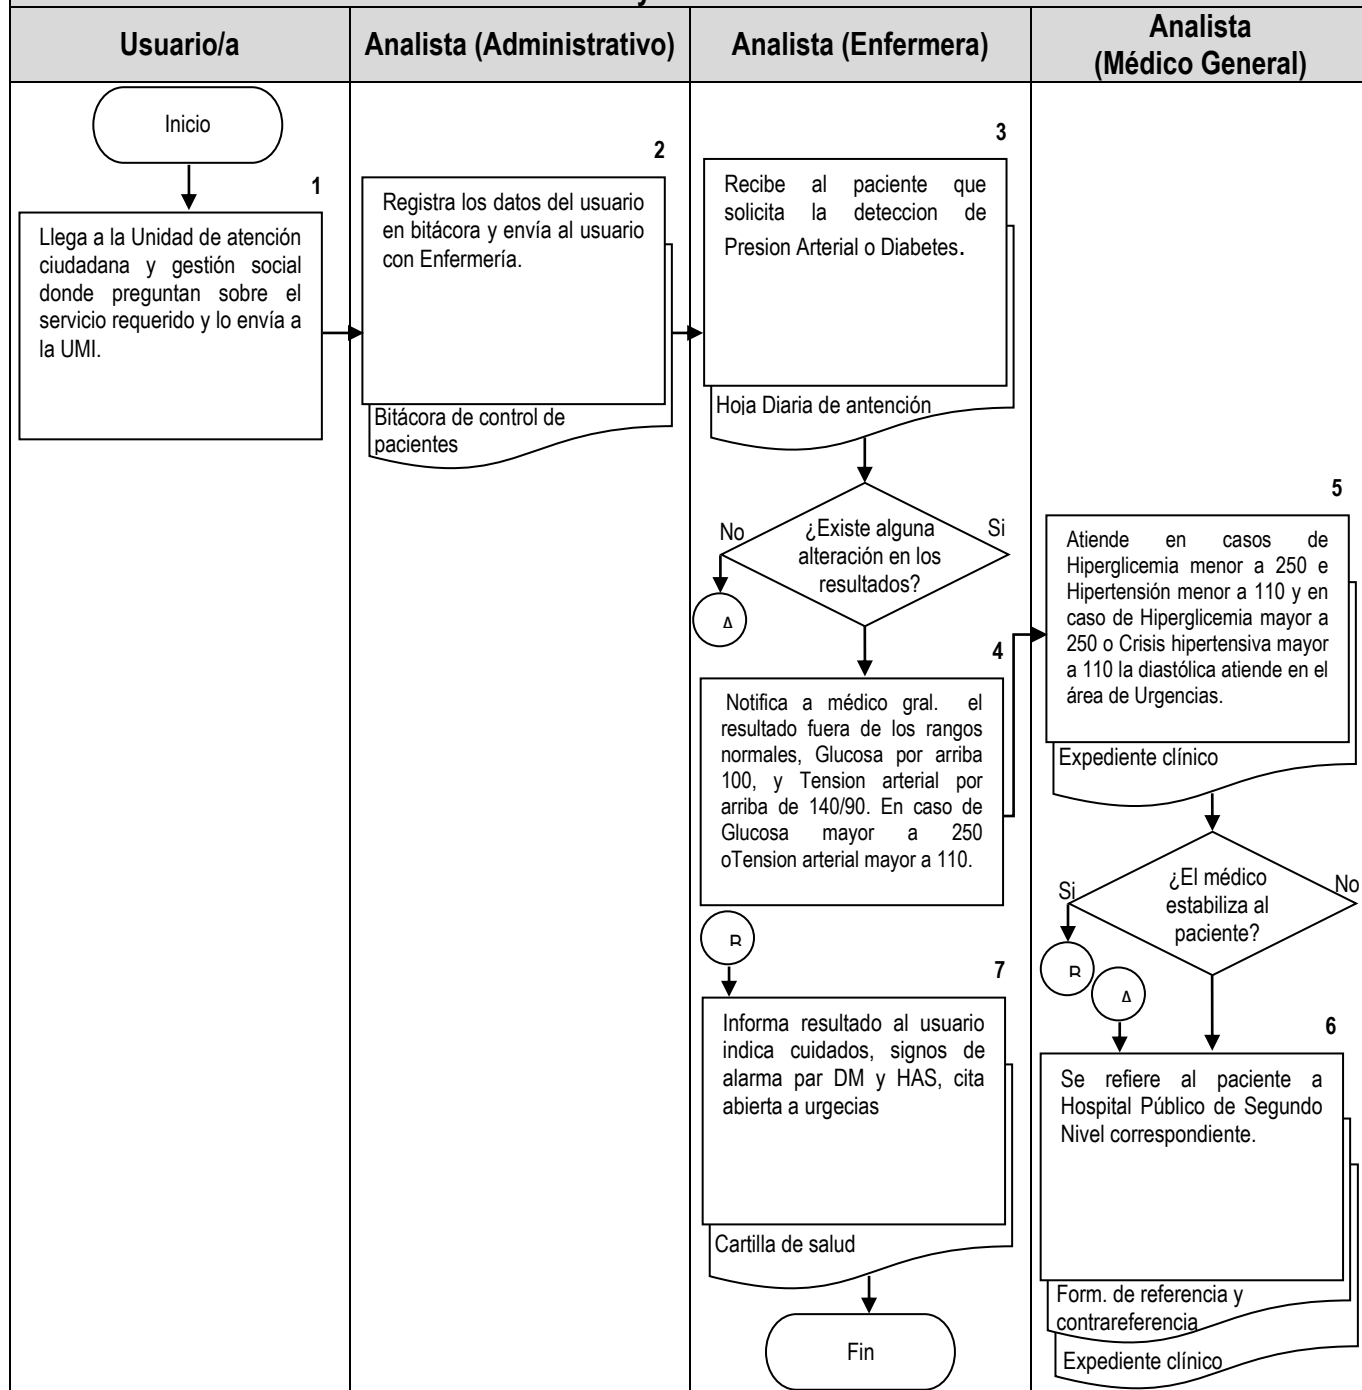 y
Usuario/a
Analista (Administrativo)
Analista (Enfermera)
Analista
(Médico General)
Inicio
1
Llega a la Unidad de atención
ciudadana y gestión social
donde preguntan sobre el
servicio requerido y lo envía a
la UMI.
2
Registra los datos del usuario
en bitácora y envía al usuario
con Enfermería.
Bitácora de control de
pacientes
3
Recibe al paciente que
solicita la deteccion de
Presion Arterial o Diabetes.
Hoja Diaria de antención
¿Existe alguna
alteración en los
resultados?
No
Si
A
4
Notifica a médico gral. el
resultado fuera de los rangos
normales, Glucosa por arriba
100, y Tension arterial por
arriba de 140/90. En caso de
Glucosa mayor a 250
oTension arterial mayor a 110.
5
Atiende en casos de
Hiperglicemia menor a 250 e
Hipertensión menor a 110 y en
caso de Hiperglicemia mayor a
250 o Crisis hipertensiva mayor
a 110 la diastólica atiende en el
área de Urgencias.
Expediente clínico
¿El médico
estabiliza al
paciente?
Si
No
B
A
6
Se refiere al paciente a
Hospital Público de Segundo
Nivel correspondiente.
Form. de referencia y
contrareferencia
Expediente clínico
B
7
Informa resultado al usuario
indica cuidados, signos de
alarma par DM y HAS, cita
abierta a urgecias
Cartilla de salud
Fin